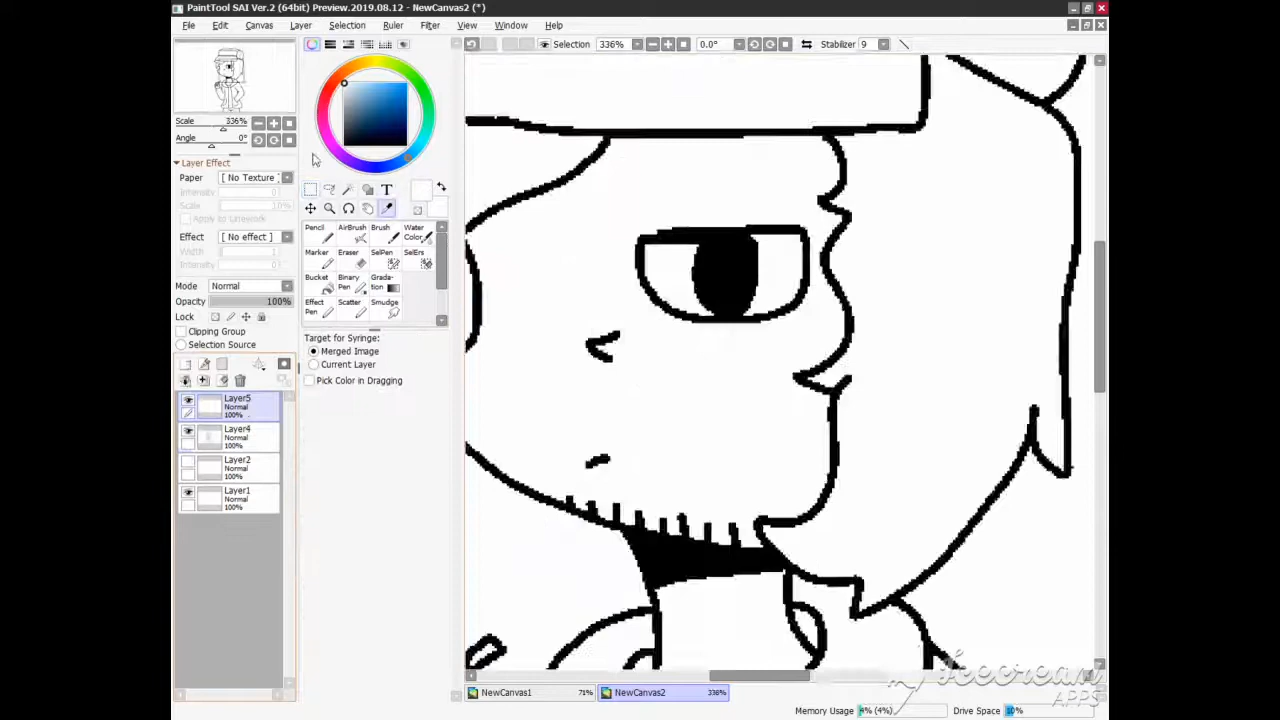 PaintTool SAI Ver.2 (64bit) Preview.2019.08.12 - NewCanvas2 (*)
File Edit Canvas Layer Selection Ruler Filter View Window Help
Selection 336% 0.0° Stabilizer 9
Scale 336%
Angle 0°
Layer Effect
Paper [ No Texture ]
Intensity 0
Scale 10%
Apply to Linework
Effect [ No effect ]
Width 1
Intensity 0
Mode Normal
Opacity 100%
Lock
Clipping Group
Selection Source
Layer5
Normal
100%
Layer4
Normal
100%
Layer2
Normal
100%
Layer1
Normal
100%
T
Pencil AirBrush Brush Water Color
Marker Eraser SelPen SelErs
Bucket Binary Pen Grada-tion
Effect Pen Scatter Smudge
Target for Syringe:
Merged Image
Current Layer
Pick Color in Dragging
NewCanvas1 71% NewCanvas2 336%
Memory Usage 4% (4%) Drive Space 10%
Icecream
APPS